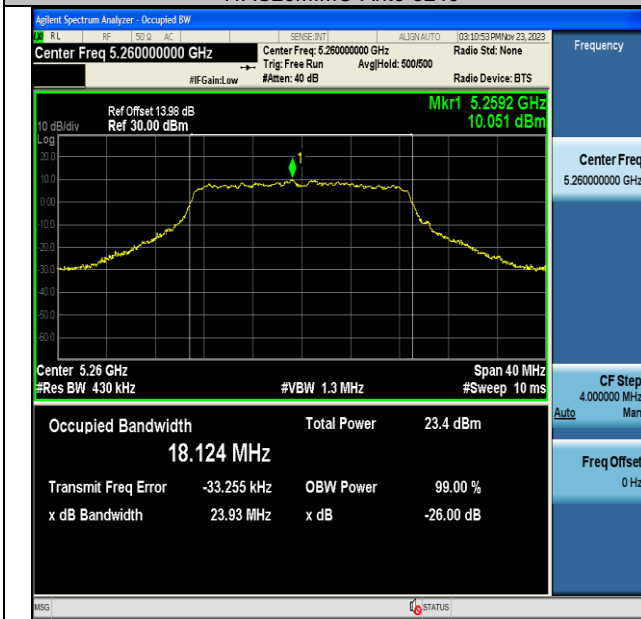 Agilent Spectrum Analyzer - Occupied BW
RL RF 50 Ω AC SENSE:INT ALIGN AUTO 03:10:53 PM Nov 23, 2023
Center Freq 5.260000000 GHz
Center Freq: 5.260000000 GHz
Radio Std: None
Trig: Free Run Avg|Hold: 500/500
#IFGain:Low #Atten: 40 dB Radio Device: BTS
Ref Offset 13.98 dB
10 dB/div Ref 30.00 dBm
Mkr1 5.2592 GHz
10.051 dBm
Log
20.0
10.0
0.00
-10.0
-20.0
-30.0
-40.0
-50.0
-60.0
1
Center 5.26 GHz Span 40 MHz
#Res BW 430 kHz #VBW 1.3 MHz #Sweep 10 ms
Occupied Bandwidth Total Power 23.4 dBm
18.124 MHz
Transmit Freq Error -33.255 kHz OBW Power 99.00 %
x dB Bandwidth 23.93 MHz x dB -26.00 dB
Frequency
Center Freq
5.260000000 GHz
CF Step
4.000000 MHz
Auto Man
Freq Offset
0 Hz
MSG STATUS